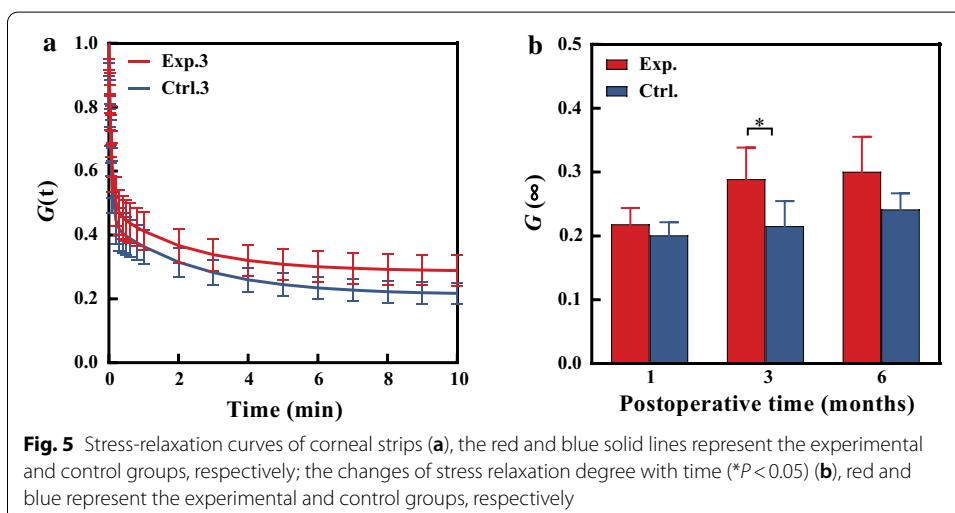 a
1.0
0.8
0.6
0.4
0.2
0.0
G(t)
Exp.3
Ctrl.3
0 2 4 6 8 10
Time (min)
b
0.5
0.4
0.3
0.2
0.1
0.0
G (∞)
Exp.
Ctrl.
*
1 3 6
Postoperative time (months)
Fig. 5 Stress-relaxation curves of corneal strips (a), the red and blue solid lines represent the experimental
and control groups, respectively; the changes of stress relaxation degree with time (*P < 0.05) (b), red and
blue represent the experimental and control groups, respectively